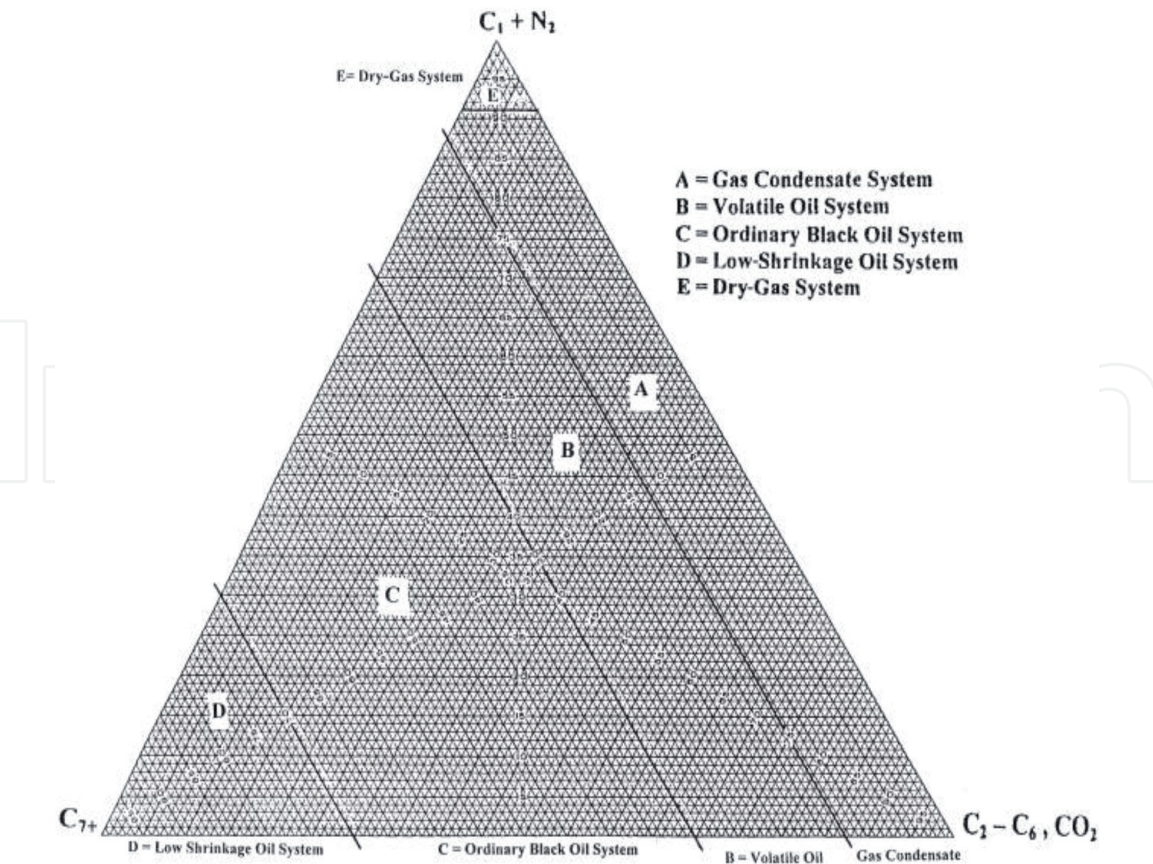 C₁ + N₂
E= Dry-Gas System
E
A = Gas Condensate System
B = Volatile Oil System
C = Ordinary Black Oil System
D = Low-Shrinkage Oil System
E = Dry-Gas System
A
B
C
D
C₇₊
C₂ – C₆ , CO₂
D = Low Shrinkage Oil System
C = Ordinary Black Oil System
B = Volatile Oil
Gas Condensate